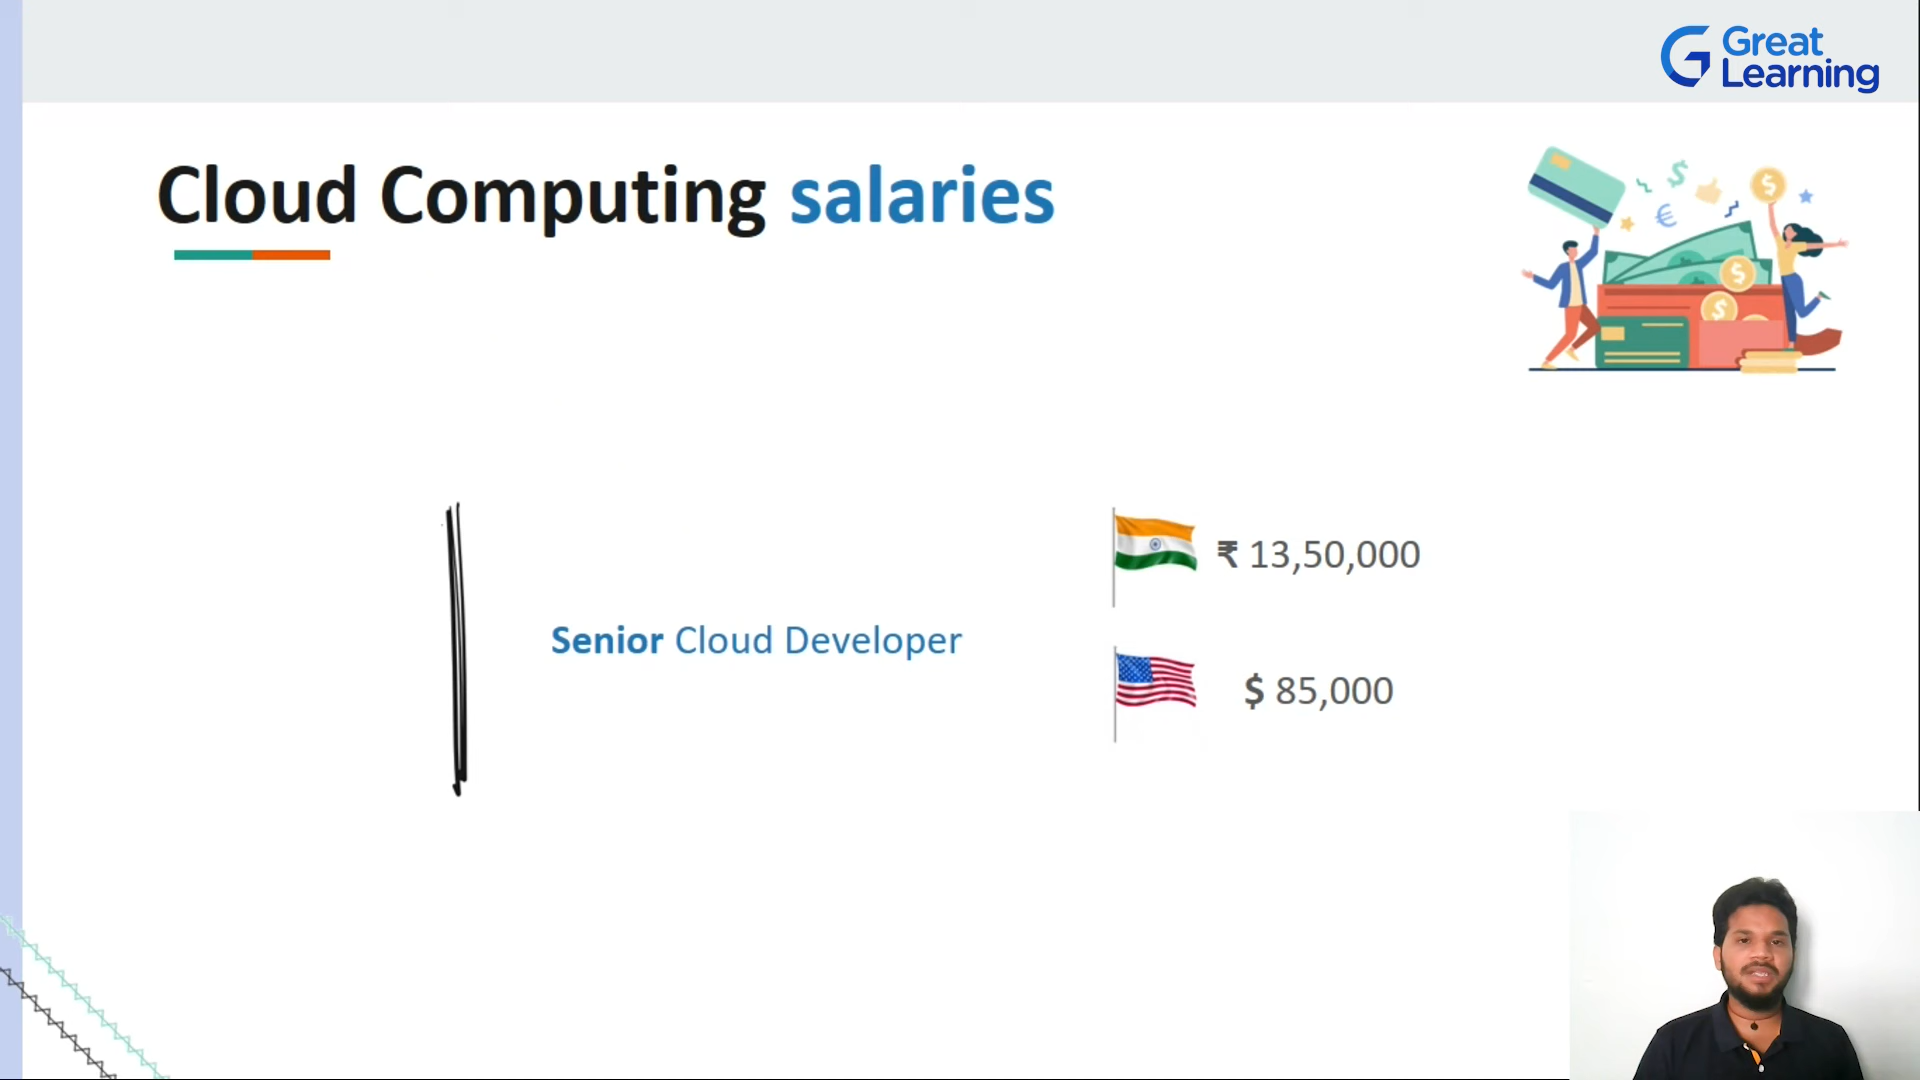 Great
Learning
Cloud Computing salaries
₹ 13,50,000
Senior Cloud Developer
$ 85,000